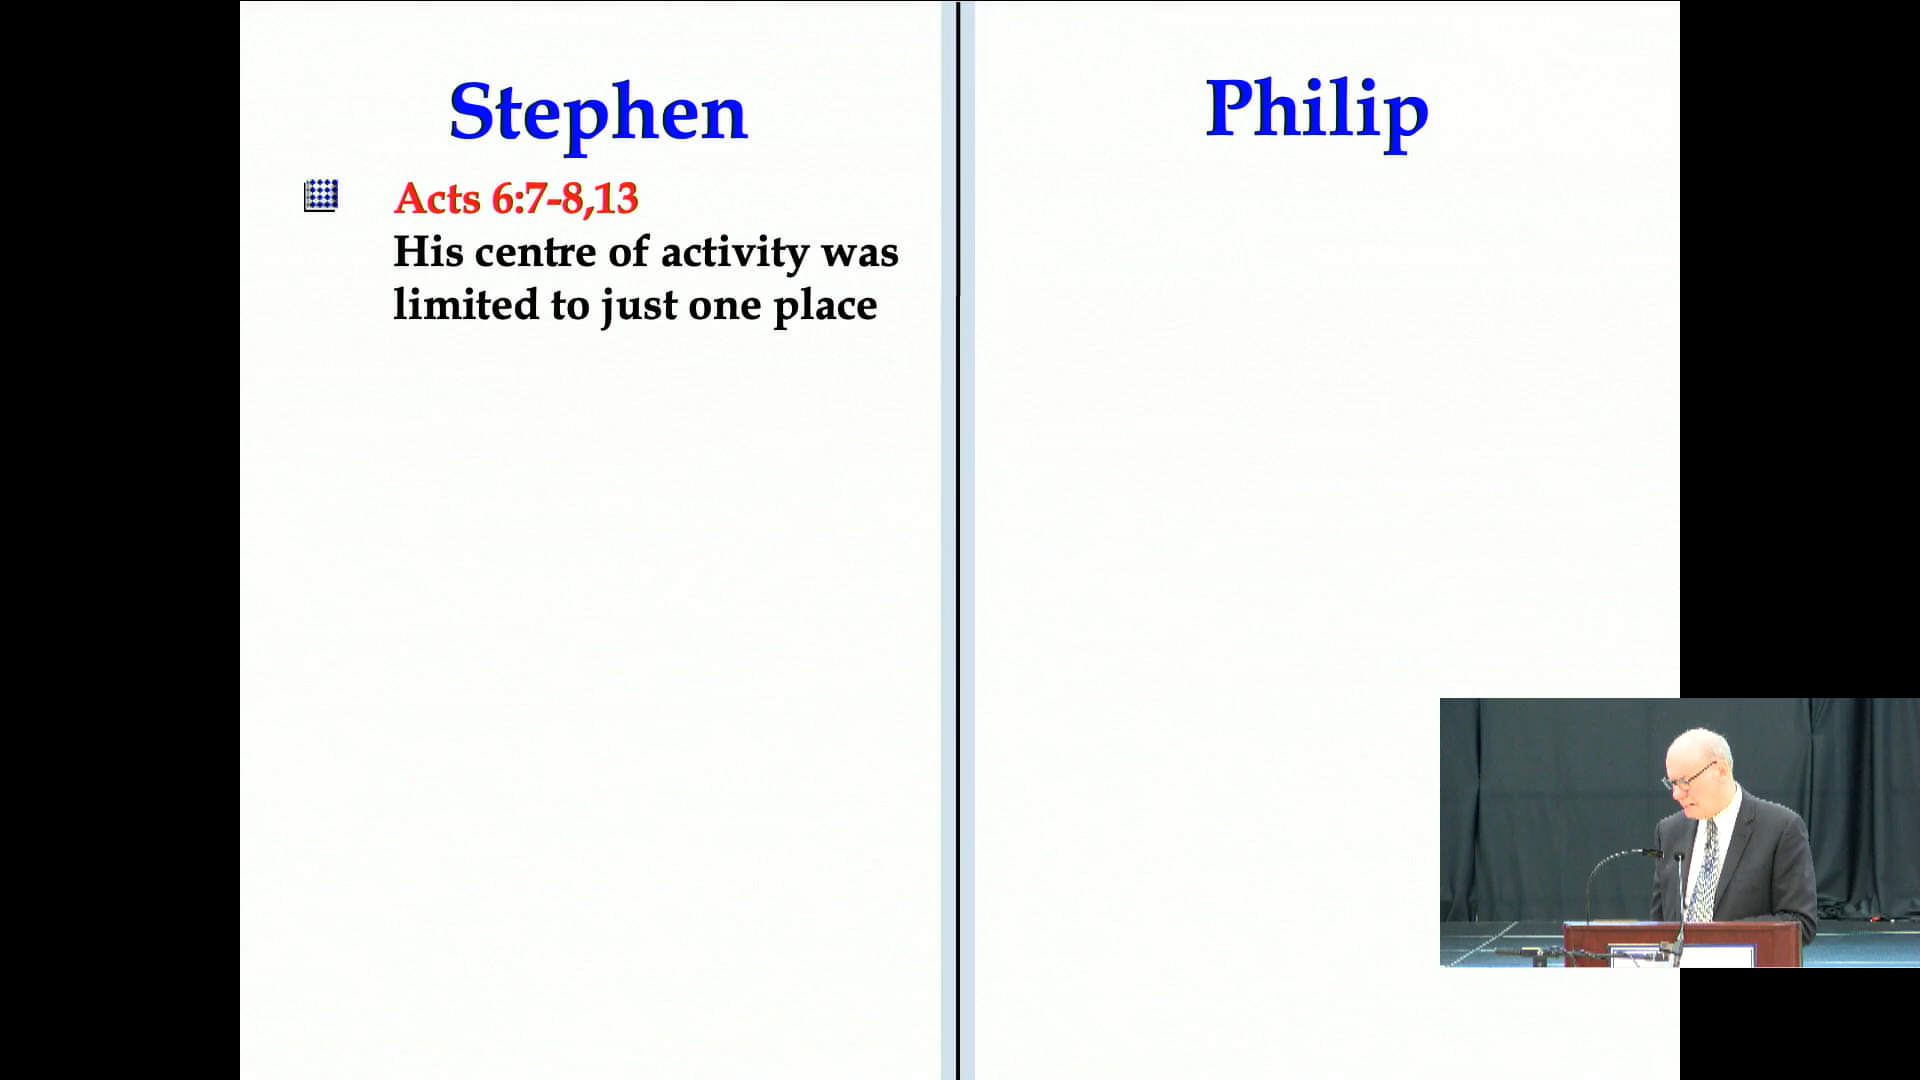 Stephen
Philip
Acts 6:7-8,13
His centre of activity was
limited to just one place